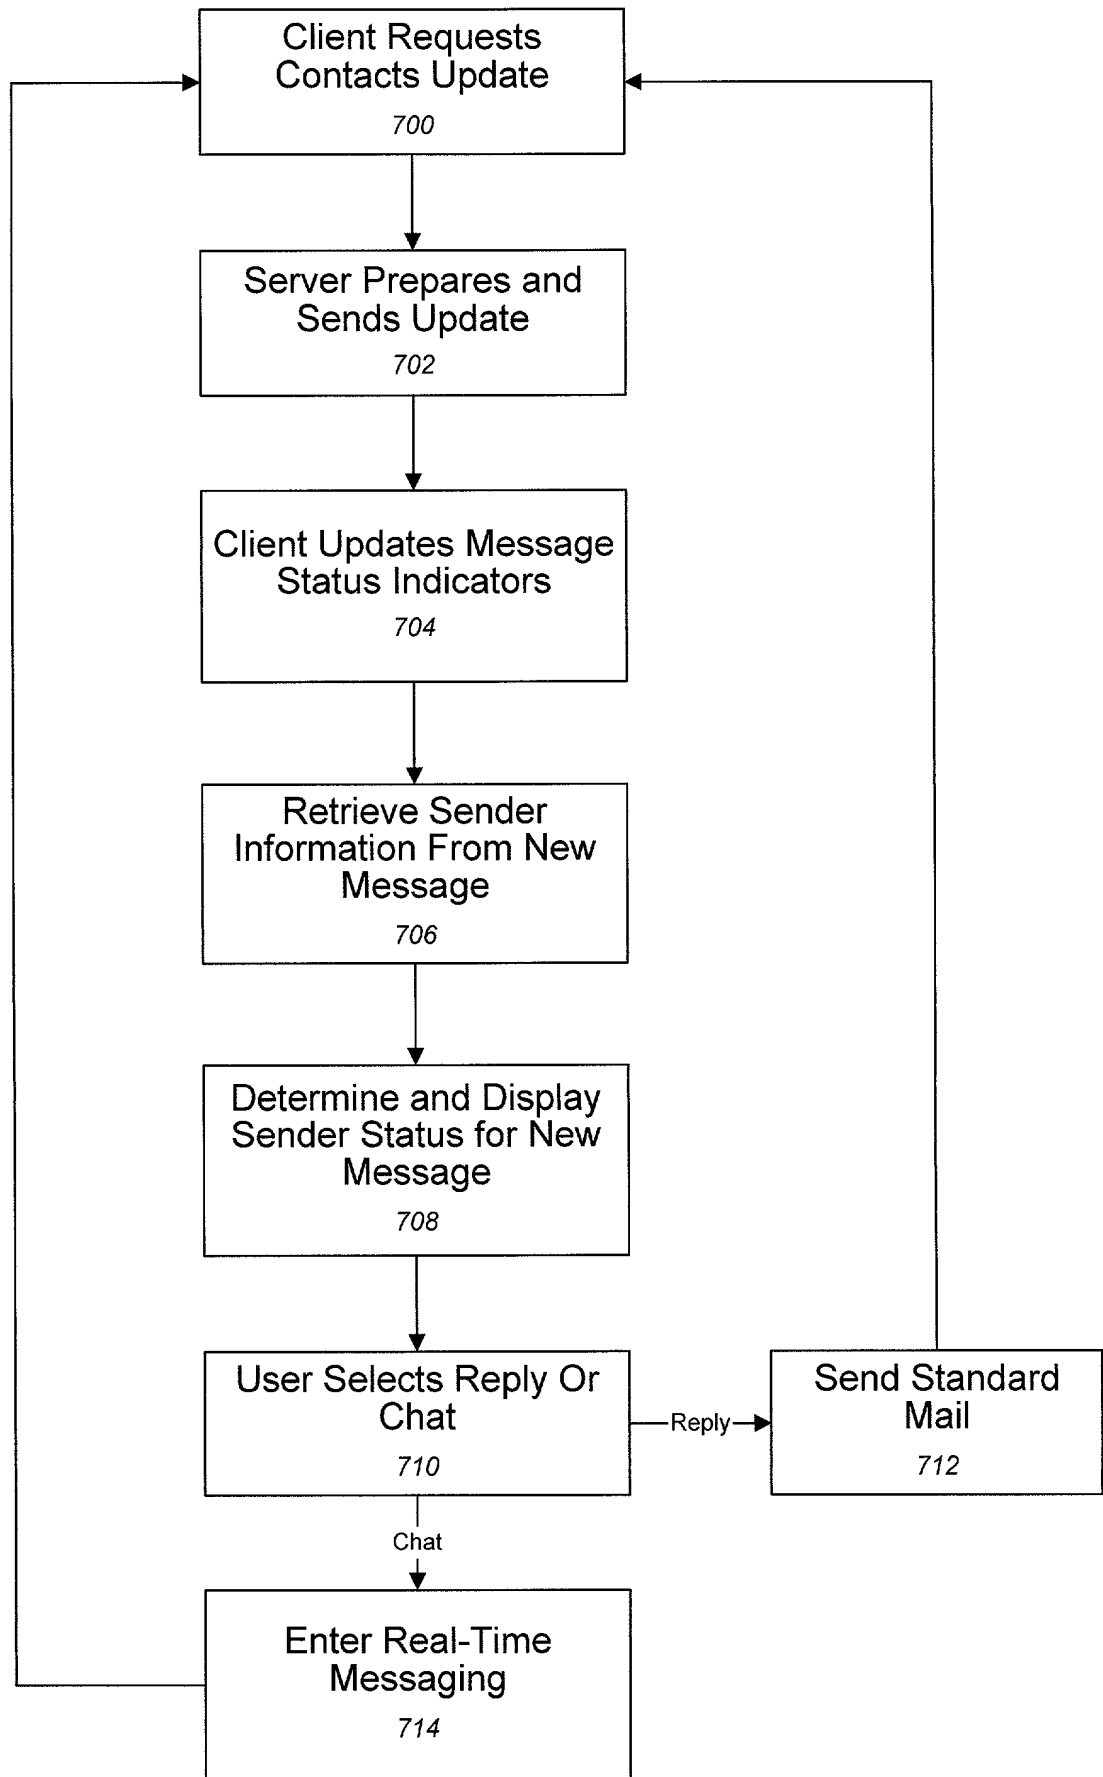 Client Requests
Contacts Update
700
Server Prepares and
Sends Update
702
Client Updates Message
Status Indicators
704
Retrieve Sender
Information From New
Message
706
Determine and Display
Sender Status for New
Message
708
User Selects Reply Or
Chat
710
Reply
Send Standard
Mail
712
Chat
Enter Real-Time
Messaging
714